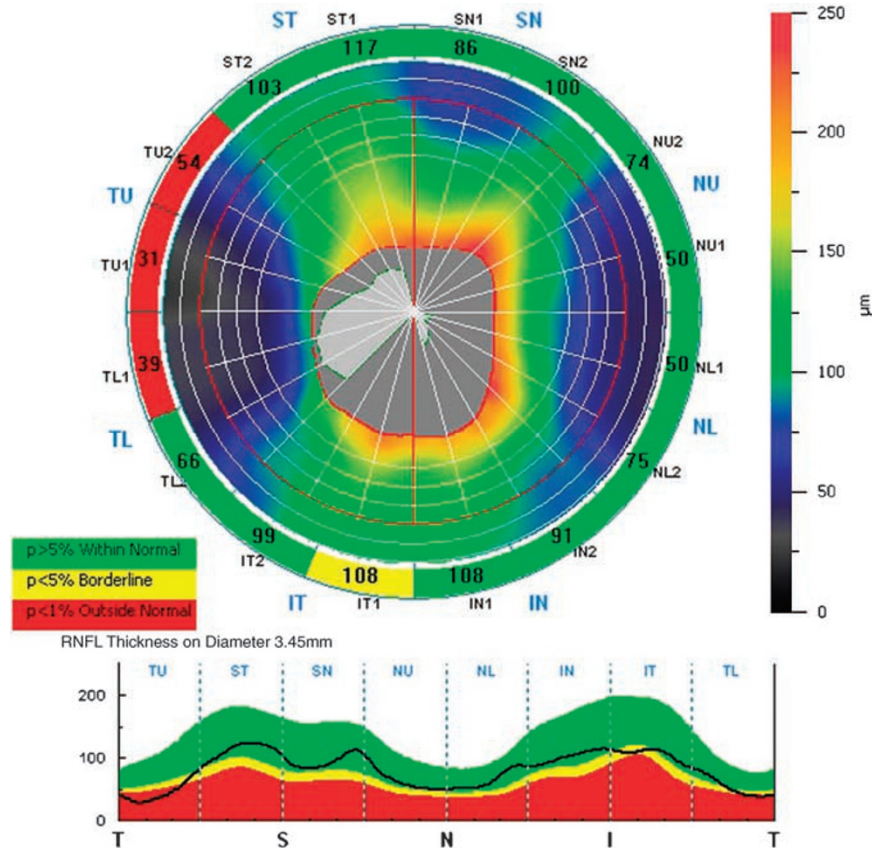 ST SN
ST1 SN1
117 86
ST2 SN2
103 100
TU2 NU2
54 74
TU NU
TU1 NU1
31 50
39 50
TL1 NL1
TL NL
66 75
TL2 NL2
99 91
IT2 IN2
108 108
IT IT1 IN1 IN
250
200
150
µm
100
50
0
p>5% Within Normal
p<5% Borderline
p<1% Outside Normal
RNFL Thickness on Diameter 3.45mm
TU ST SN NU NL IN IT TL
200
100
0
T S N I T